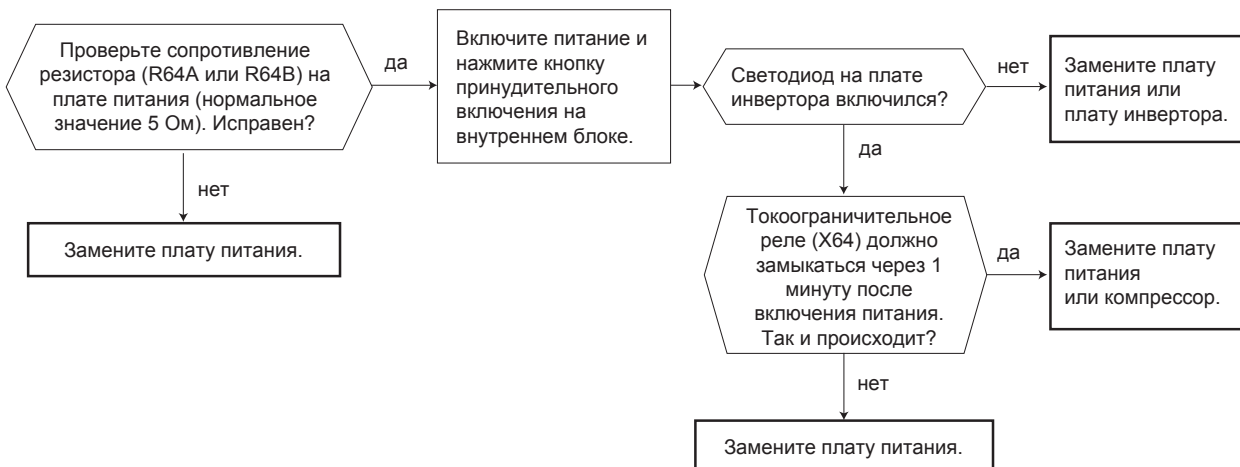 Проверьте сопротивление
резистора (R64A или R64B) на
плате питания (нормальное
значение 5 Ом). Исправен?
да
нет
Замените плату питания.
Включите питание и
нажмите кнопку
принудительного
включения на
внутреннем блоке.
Светодиод на плате
инвертора включился?
нет
Замените плату
питания или
плату инвертора.
да
Токоограничительное
реле (X64) должно
замыкаться через 1
минуту после
включения питания.
Так и происходит?
да
Замените плату
питания
или компрессор.
нет
Замените плату питания.